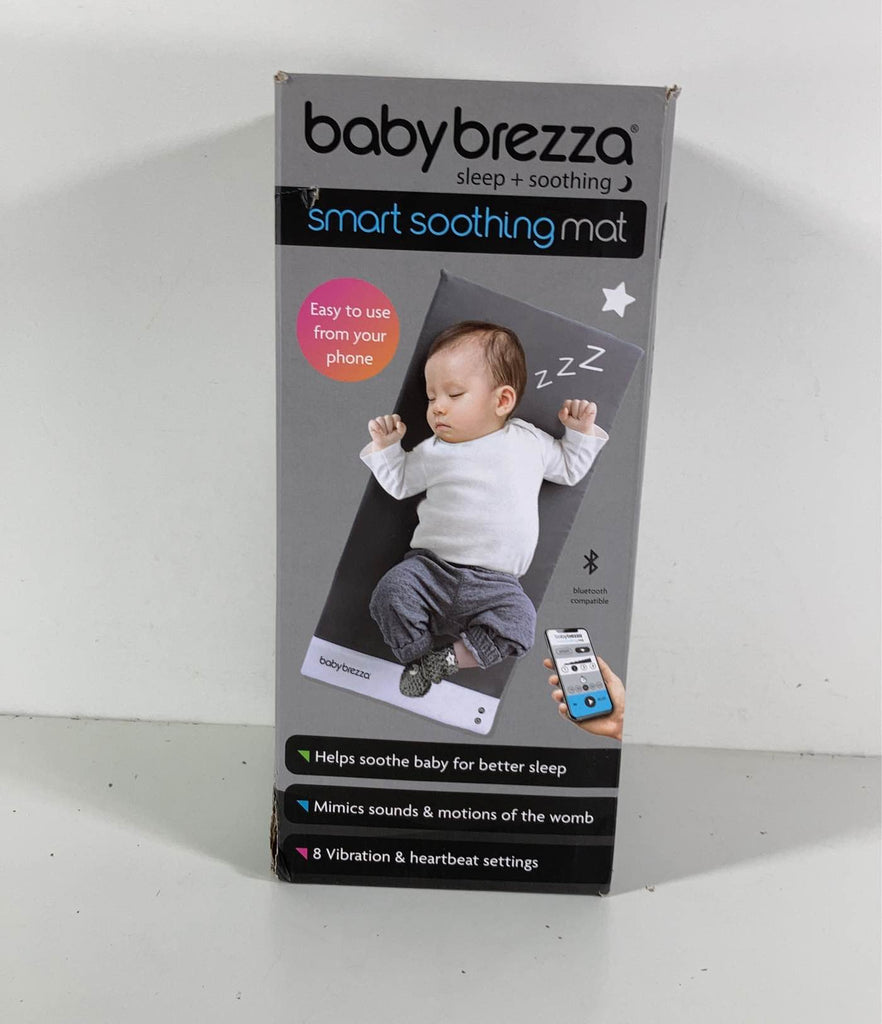 babybrezza®
sleep + soothing
smart soothing mat
Easy to use
from your
phone
z z Z
bluetooth
compatible
babybrezza
babybrezza
Helps soothe baby for better sleep
Mimics sounds & motions of the womb
8 Vibration & heartbeat settings